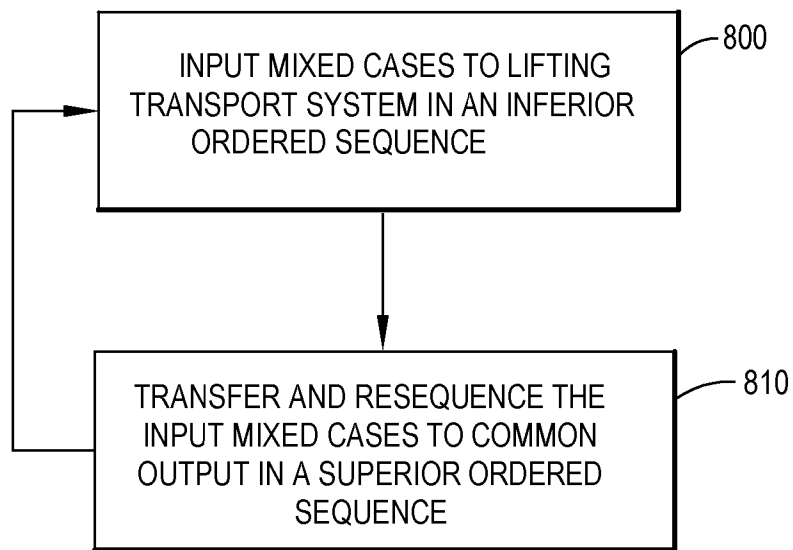 800
INPUT MIXED CASES TO LIFTING
TRANSPORT SYSTEM IN AN INFERIOR
ORDERED SEQUENCE
810
TRANSFER AND RESEQUENCE THE
INPUT MIXED CASES TO COMMON
OUTPUT IN A SUPERIOR ORDERED
SEQUENCE